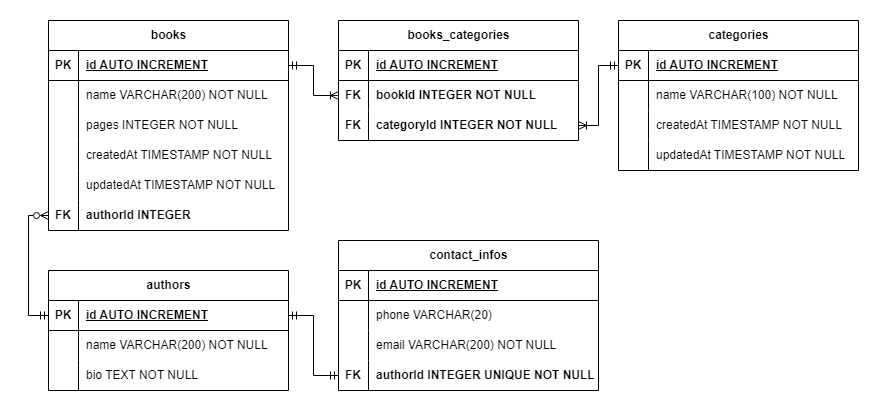 books
PK id AUTO INCREMENT
name VARCHAR(200) NOT NULL
pages INTEGER NOT NULL
createdAt TIMESTAMP NOT NULL
updatedAt TIMESTAMP NOT NULL
FK authorId INTEGER
books_categories
PK id AUTO INCREMENT
FK bookId INTEGER NOT NULL
FK categoryId INTEGER NOT NULL
categories
PK id AUTO INCREMENT
name VARCHAR(100) NOT NULL
createdAt TIMESTAMP NOT NULL
updatedAt TIMESTAMP NOT NULL
authors
PK id AUTO INCREMENT
name VARCHAR(200) NOT NULL
bio TEXT NOT NULL
contact_infos
PK id AUTO INCREMENT
phone VARCHAR(20)
email VARCHAR(200) NOT NULL
FK authorId INTEGER UNIQUE NOT NULL